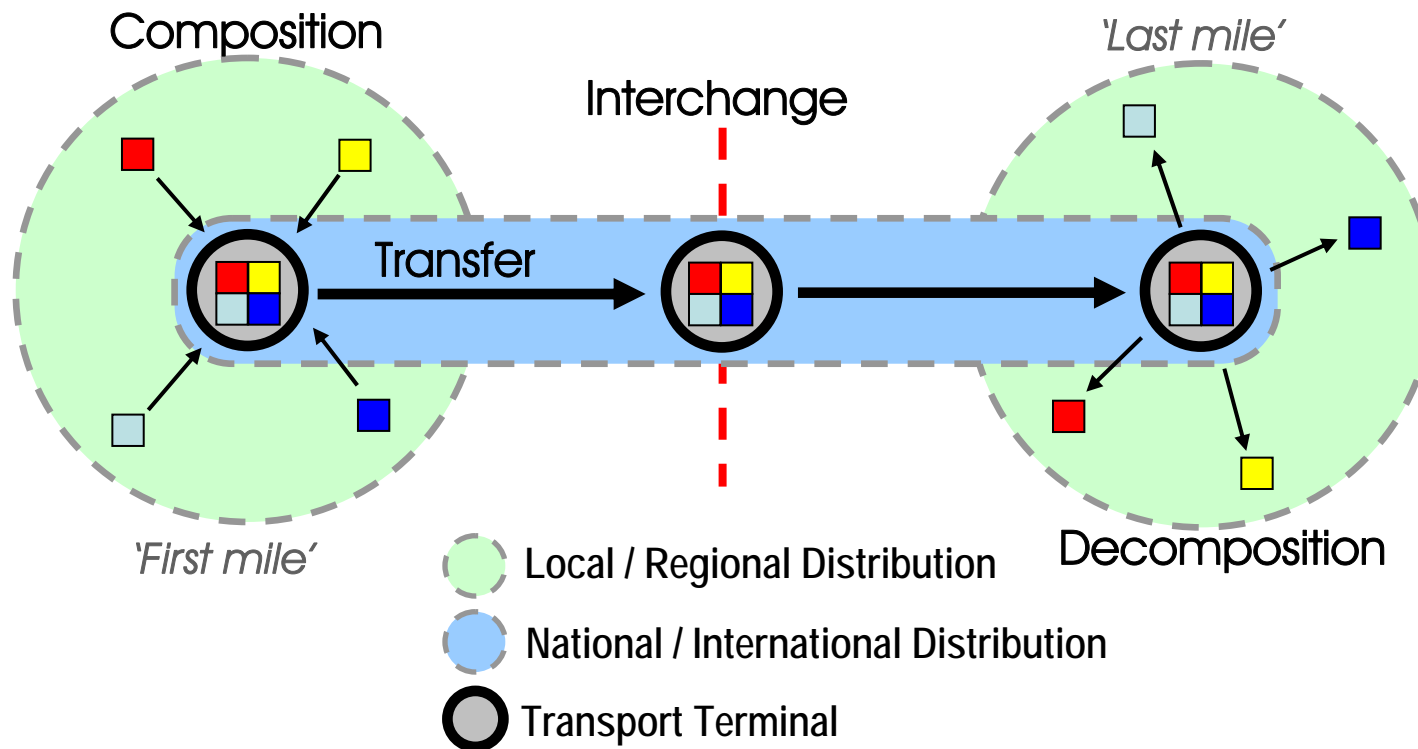 Composition
'Last mile'
Interchange
Transfer
'First mile'
Decomposition
Local / Regional Distribution
National / International Distribution
Transport Terminal